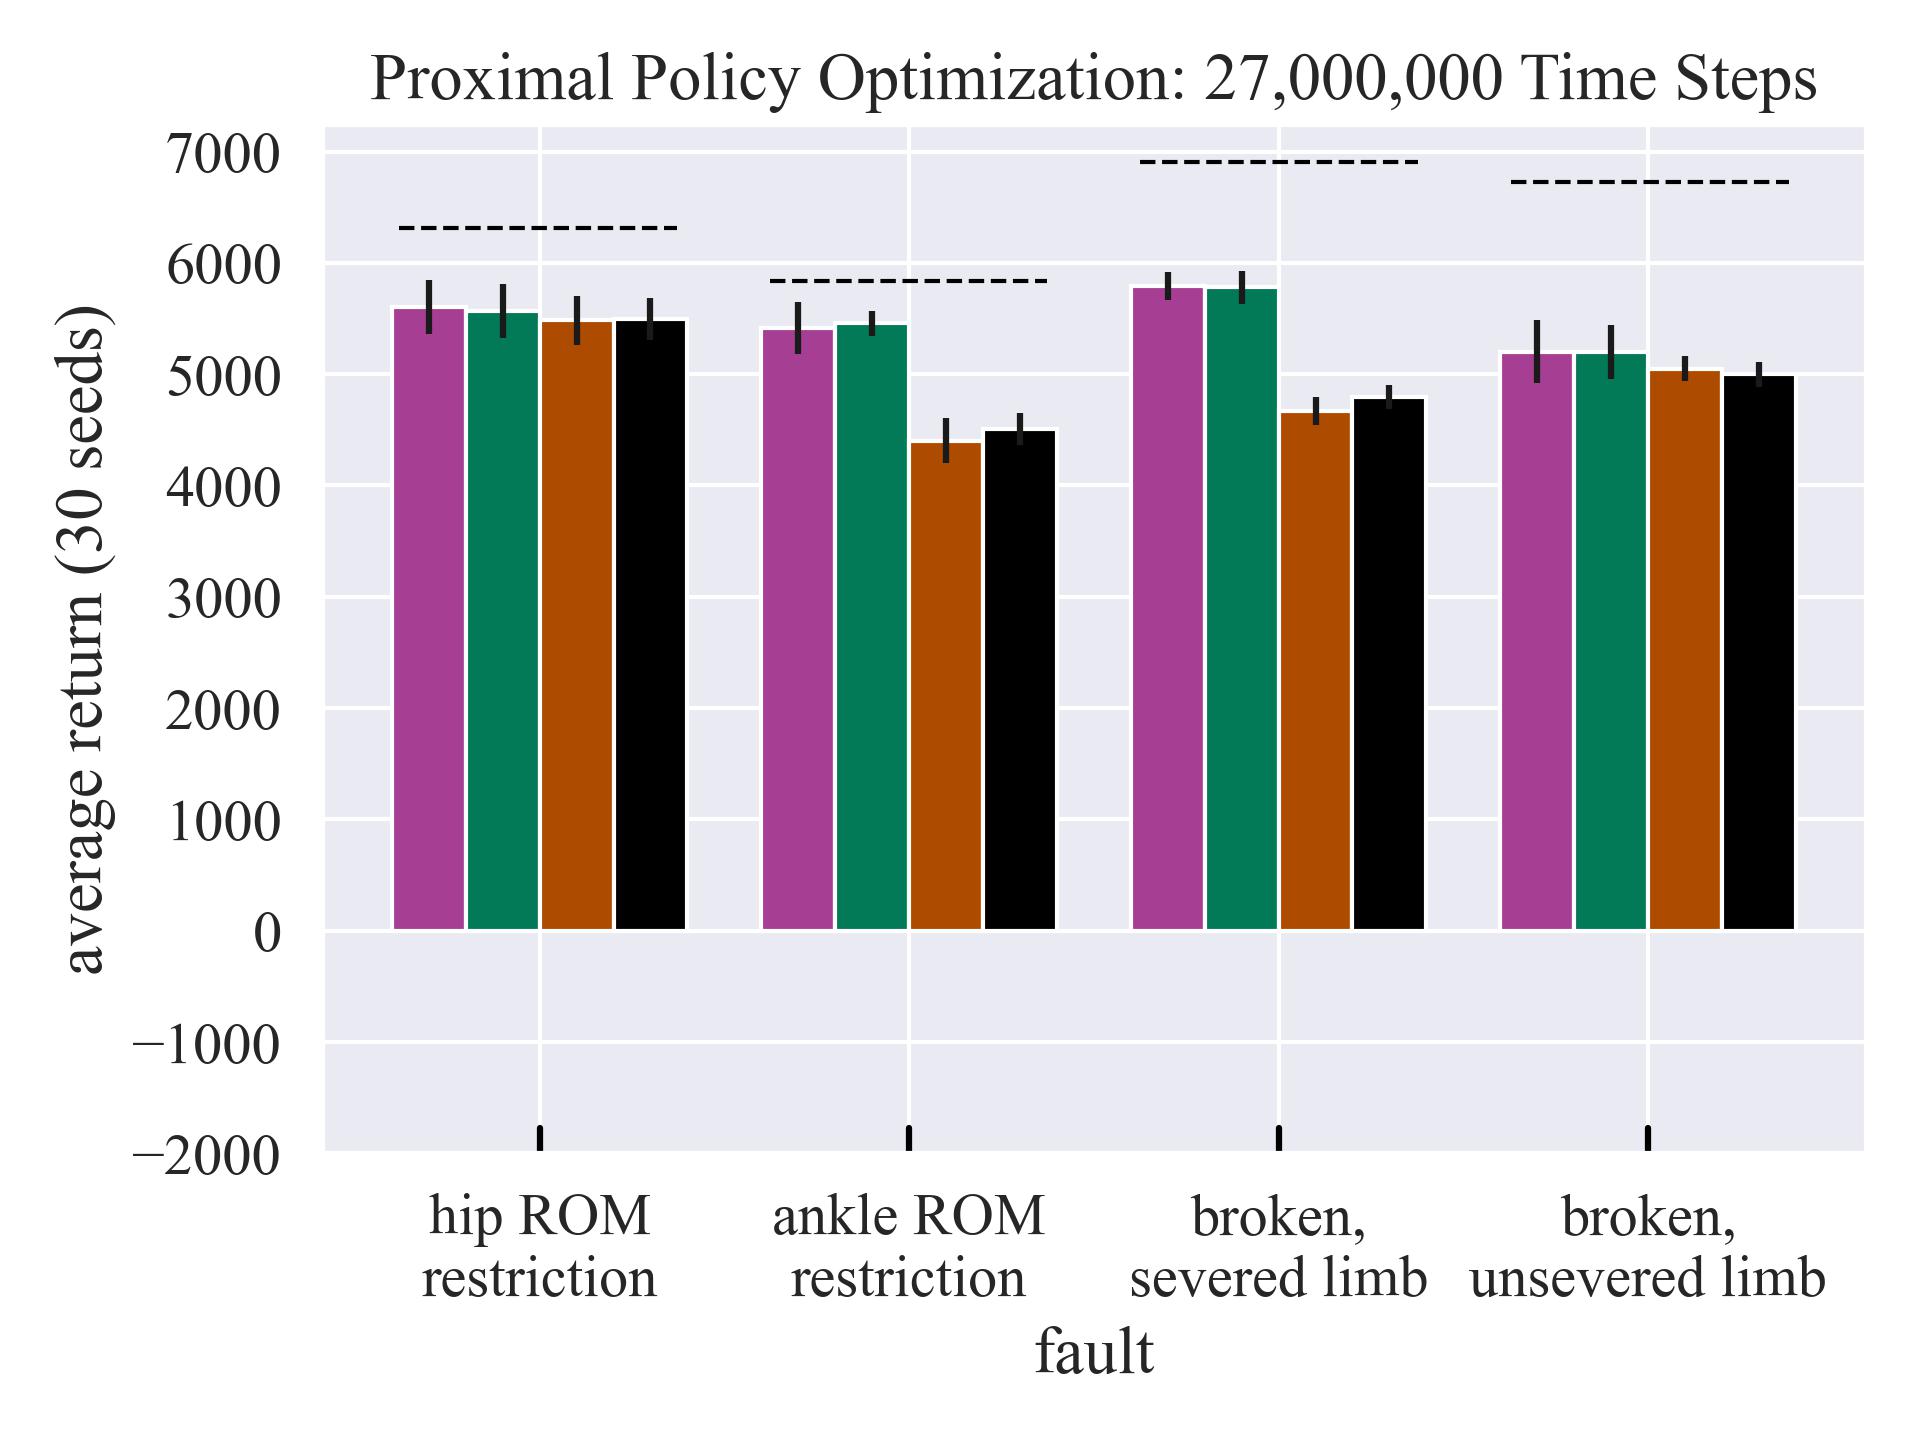 Proximal Policy Optimization: 27,000,000 Time Steps
average return (30 seeds)
7000
6000
5000
4000
3000
2000
1000
0
−1000
−2000
hip ROM
restriction
ankle ROM
restriction
broken,
severed limb
broken,
unsevered limb
fault